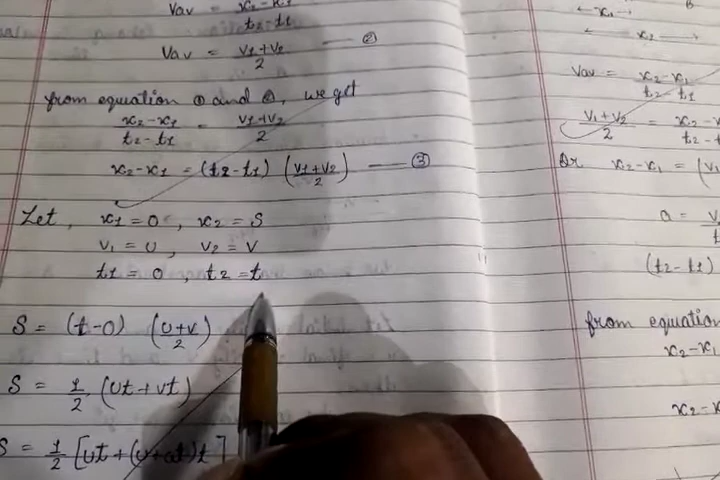 Vav = x2-x1 / t2-t1
Vav = v1+v2 / 2 — ②
from equation ① and ②, we get
x2-x1 / t2-t1 = v1+v2 / 2
x2-x1 = (t2-t1) (v1+v2 / 2) — ③
Let, x1 = 0, x2 = S
v1 = u, v2 = v
t1 = 0, t2 = t
S = (t-0) (u+v / 2)
S = 1/2 (ut+vt)
S = 1/2 [ut+(u+at)t]
x1
x2
Vav = x2-x1 / t2-t1
v1+v2 / 2 =
Or x2-x1 =
a =
(t2-t1)
from equation
x2-x1